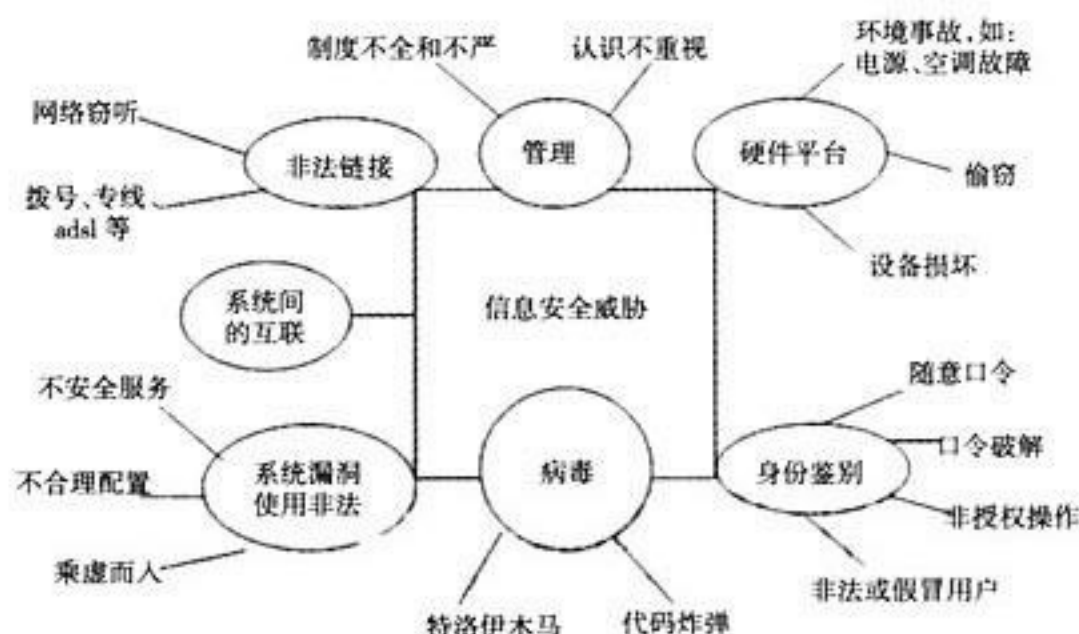 制度不全和不严
认识不重视
环境事故,如:
电源、空调故障
网络窃听
非法链接
管理
硬件平台
偷窃
拨号、专线
adsl 等
设备损坏
系统间
的互联
信息安全威胁
不安全服务
随意口令
口令破解
不合理配置
系统漏洞
使用非法
病毒
身份鉴别
非授权操作
乘虚而人
非法或假冒用户
特洛伊木马
代码炸弹